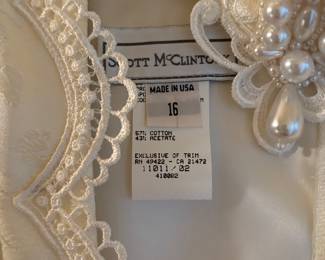 SCOTT McCLINTO
MADE IN USA
16
57% COTTON
43% ACETATE
EXCLUSIVE OF TRIM
RN 49422 - CA 21472
11011/02
410082